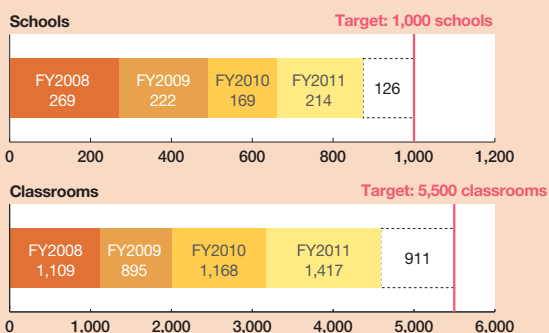 Schools
Target: 1,000 schools
FY2008 FY2009 FY2010 FY2011
269 222 169 214 126
0 200 400 600 800 1,000 1,200
Classrooms
Target: 5,500 classrooms
FY2008 FY2009 FY2010 FY2011
1,109 895 1,168 1,417 911
0 1,000 2,000 3,000 4,000 5,000 6,000